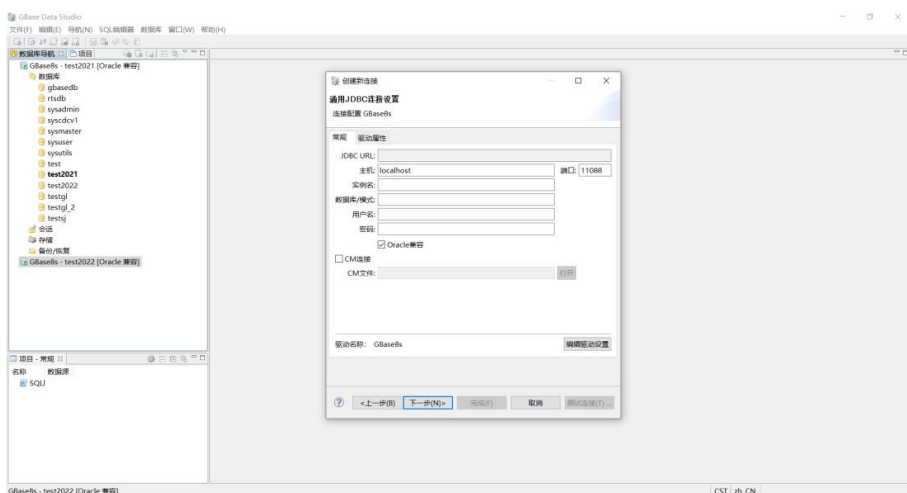 GBase Data Studio
文件(F) 编辑(E) 导航(N) SQL编辑器 数据库 窗口(W) 帮助(H)
数据库导航 项目
GBase8s - test2021 [Oracle 兼容]
数据库
gbasedb
rtsdb
sysadmin
syscdcv1
sysmaster
sysuser
sysutils
test
test2021
test2022
testgl
testgl_2
testsj
会话
存储
备份/恢复
GBase8s - test2022 [Oracle 兼容]
项目 - 常规
名称 数据源
SQL
创建新连接
通用JDBC连接设置
连接配置 GBase8s
常规 驱动属性
JDBC URL:
主机: localhost 端口: 11088
实例名:
数据库/模式:
用户名:
密码:
Oracle兼容
CM连接
CM文件: 打开
驱动名称: GBase8s 编辑驱动设置
<上一步(B) 下一步(N)> 完成(F) 取消 测试连接(T) ...
GBase8s - test2022 [Oracle 兼容] CST zh_CN